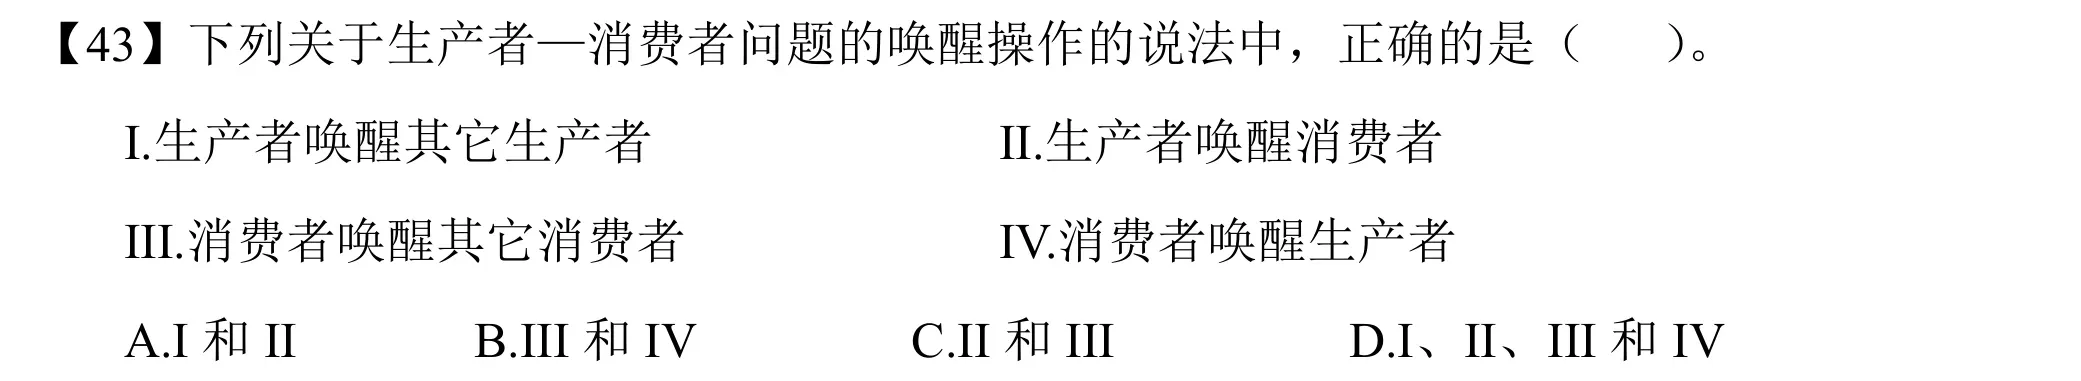 【43】下列关于生产者—消费者问题的唤醒操作的说法中，正确的是（ ）。
I.生产者唤醒其它生产者 II.生产者唤醒消费者
III.消费者唤醒其它消费者 IV.消费者唤醒生产者
A.I 和 II B.III 和 IV C.II 和 III D.I、II、III 和 IV